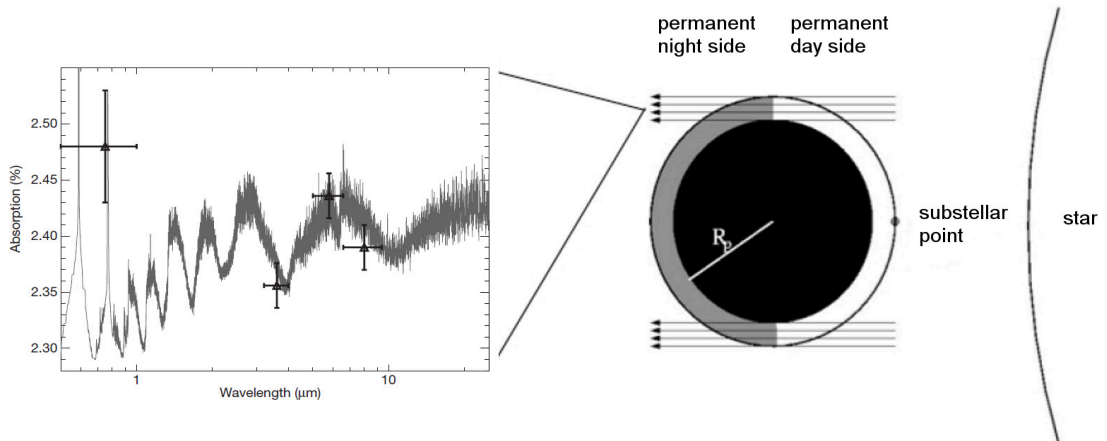 2.50
2.45
2.40
2.35
2.30
Absorption (%)
1
10
Wavelength (μm)
permanent
night side
permanent
day side
Rp
substellar
point
star